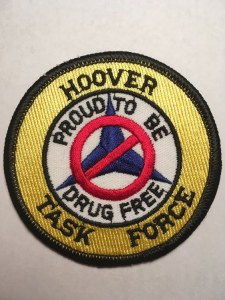 HOOVER
PROUD TO BE
DRUG FREE
TASK FORCE